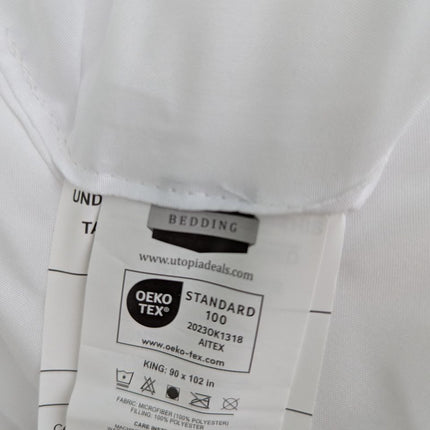 UND
TA
BEDDING
www.utopiadeals.com
OEKO
TEX®
STANDARD
100
2023OK1318
AITEX
www.oeko-tex.com
KING: 90 x 102 in
FABRIC: MICROFIBER (100% POLYESTER)
FILLING: 100% POLYESTER
CARE